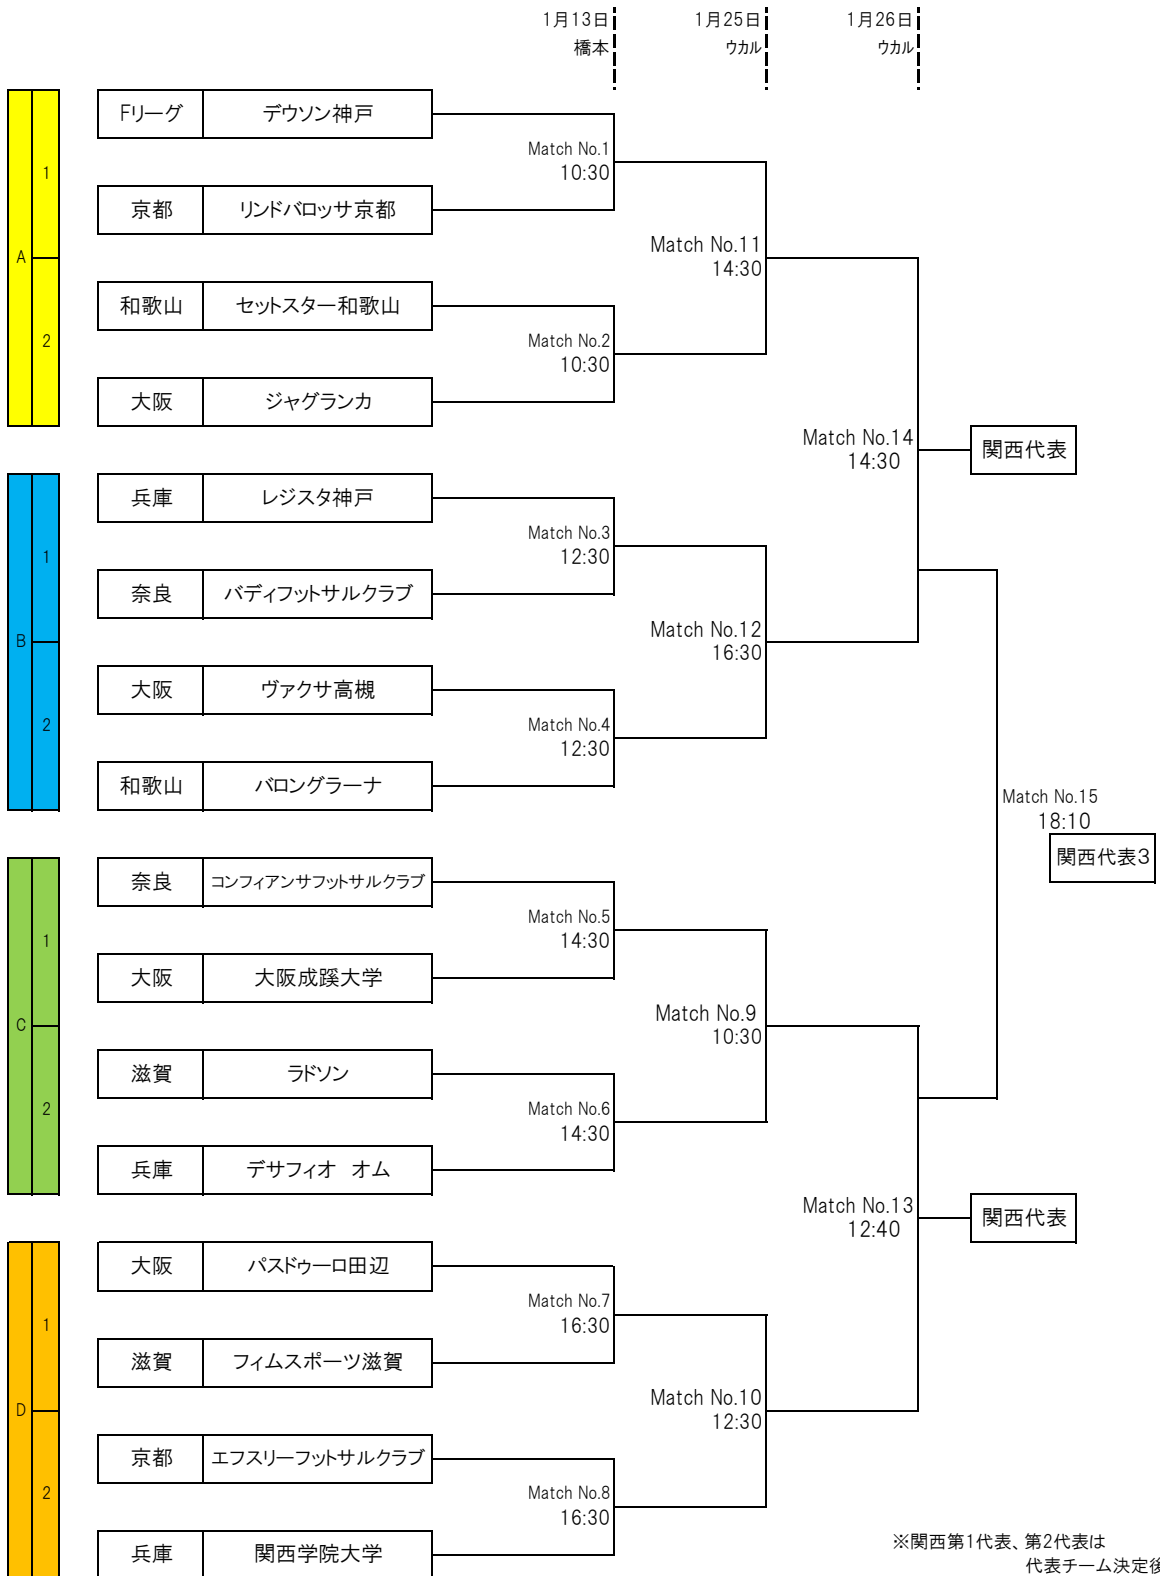 1月13日 1月25日 1月26日
橋本 ウカル ウカル
Fリーグ デウソン神戸
Match No.1
10:30
1
京都 リンドバロッサ京都
Match No.11
14:30
A
和歌山 セットスター和歌山
Match No.2
10:30
2
大阪 ジャグランカ
Match No.14
14:30
関西代表
兵庫 レジスタ神戸
Match No.3
12:30
1
奈良 バディフットサルクラブ
Match No.12
16:30
B
大阪 ヴァクサ高槻
Match No.4
12:30
2
和歌山 バロングラーナ
Match No.15
18:10
関西代表3
奈良 コンフィアンサフットサルクラブ
Match No.5
14:30
1
大阪 大阪成蹊大学
Match No.9
10:30
C
滋賀 ラドソン
Match No.6
14:30
2
兵庫 デサフィオ オム
Match No.13
12:40
関西代表
大阪 パスドゥーロ田辺
Match No.7
16:30
1
滋賀 フィムスポーツ滋賀
Match No.10
12:30
D
京都 エフスリーフットサルクラブ
Match No.8
16:30
2
兵庫 関西学院大学
※関西第1代表、第2代表は
代表チーム決定後